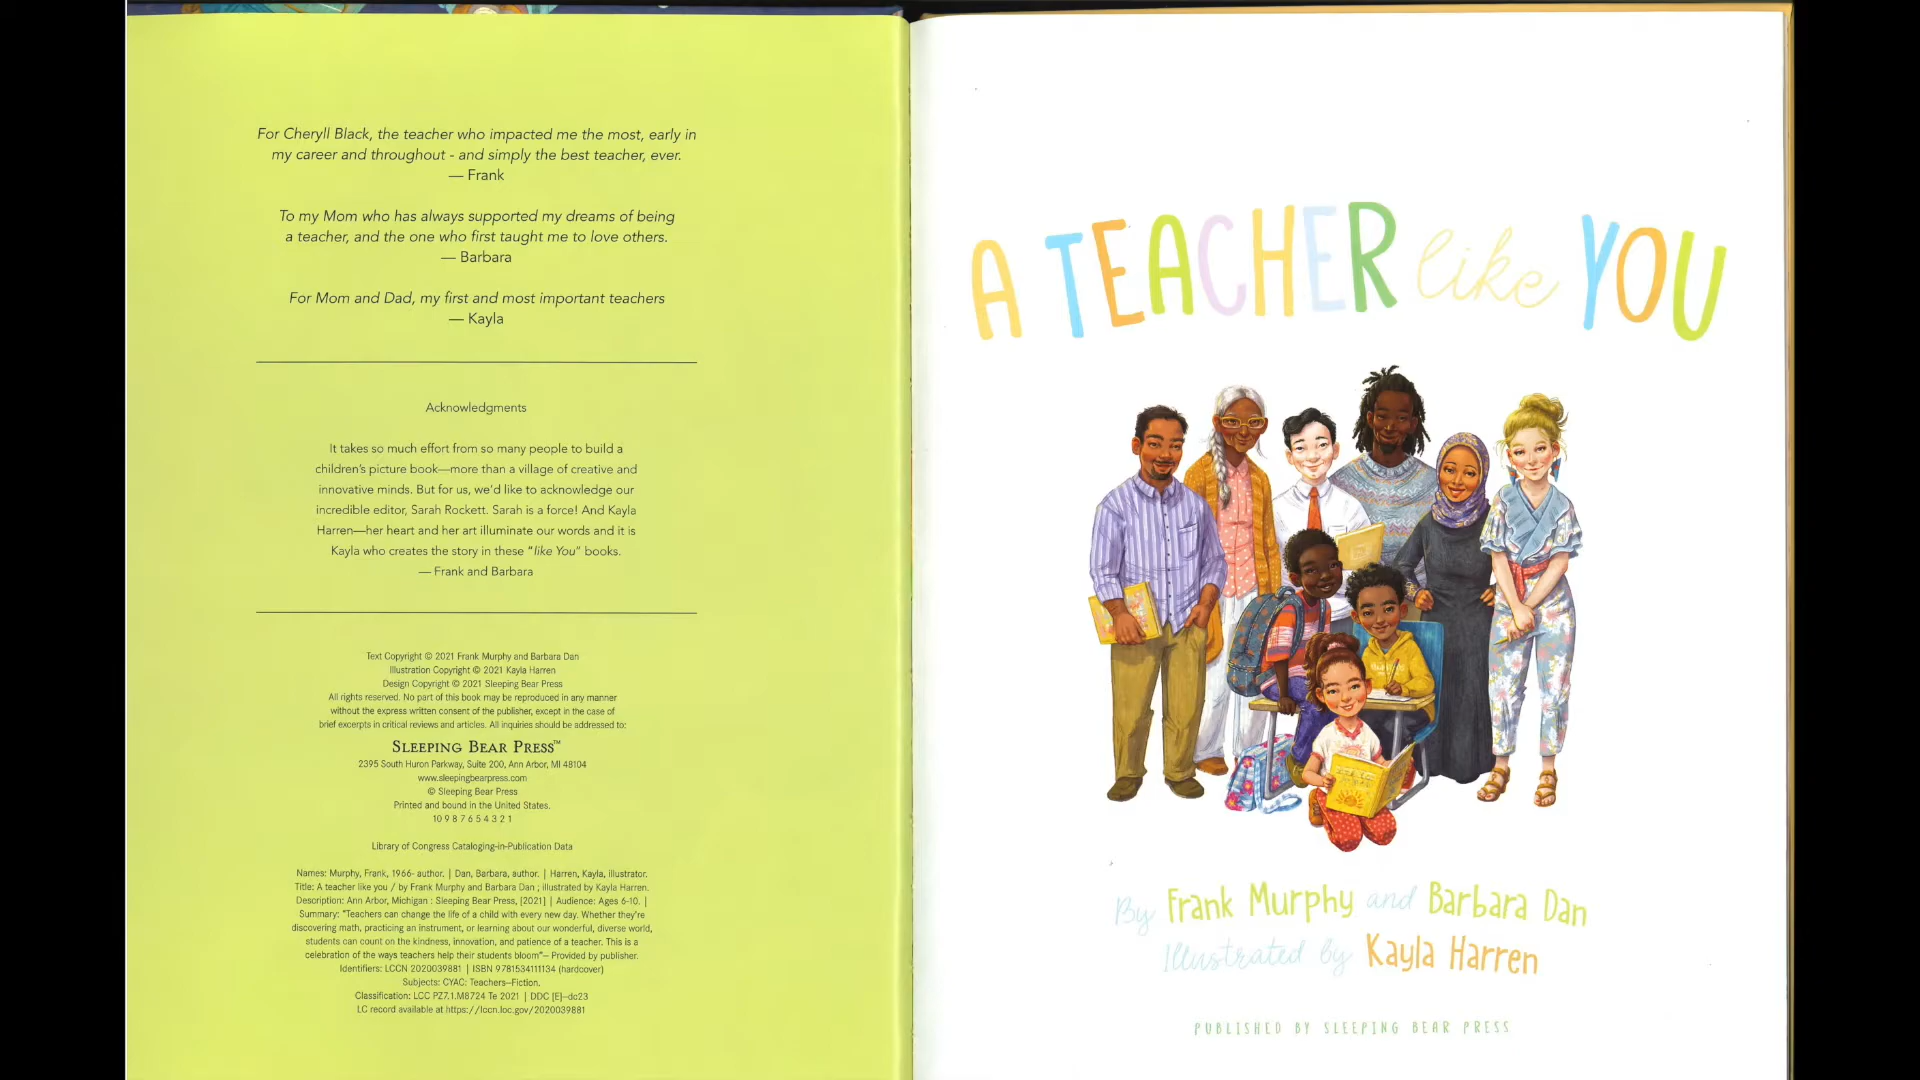 For Cheryll Black, the teacher who impacted me the most, early in
my career and throughout - and simply the best teacher, ever.
— Frank
To my Mom who has always supported my dreams of being
a teacher, and the one who first taught me to love others.
— Barbara
For Mom and Dad, my first and most important teachers
— Kayla
Acknowledgments
It takes so much effort from so many people to build a
children's picture book—more than a village of creative and
innovative minds. But for us, we'd like to acknowledge our
incredible editor, Sarah Rockett. Sarah is a force! And Kayla
Harren—her heart and her art illuminate our words and it is
Kayla who creates the story in these "like You" books.
— Frank and Barbara
Text Copyright © 2021 Frank Murphy and Barbara Dan
Illustration Copyright © 2021 Kayla Harren
Design Copyright © 2021 Sleeping Bear Press
All rights reserved. No part of this book may be reproduced in any manner
without the express written consent of the publisher, except in the case of
brief excerpts in critical reviews and articles. All inquiries should be addressed to:
SLEEPING BEAR PRESS™
2395 South Huron Parkway, Suite 200, Ann Arbor, MI 48104
www.sleepingbearpress.com
© Sleeping Bear Press
Printed and bound in the United States.
10 9 8 7 6 5 4 3 2 1
Library of Congress Cataloging-in-Publication Data
Names: Murphy, Frank, 1966- author. | Dan, Barbara, author. | Harren, Kayla, illustrator.
Title: A teacher like you / by Frank Murphy and Barbara Dan ; illustrated by Kayla Harren.
Description: Ann Arbor, Michigan : Sleeping Bear Press, [2021] | Audience: Ages 6-10. |
Summary: "Teachers can change the life of a child with every new day. Whether they're
discovering math, practicing an instrument, or learning about our wonderful, diverse world,
students can count on the kindness, innovation, and patience of a teacher. This is a
celebration of the ways teachers help their students bloom"— Provided by publisher.
Identifiers: LCCN 2020039881 | ISBN 9781534111134 (hardcover)
Subjects: CYAC: Teachers—Fiction.
Classification: LCC PZ7.1.M8724 Te 2021 | DDC [E]—dc23
LC record available at https://lccn.loc.gov/2020039881
A TEACHER like YOU
By Frank Murphy and Barbara Dan
Illustrated by Kayla Harren
PUBLISHED BY SLEEPING BEAR PRESS